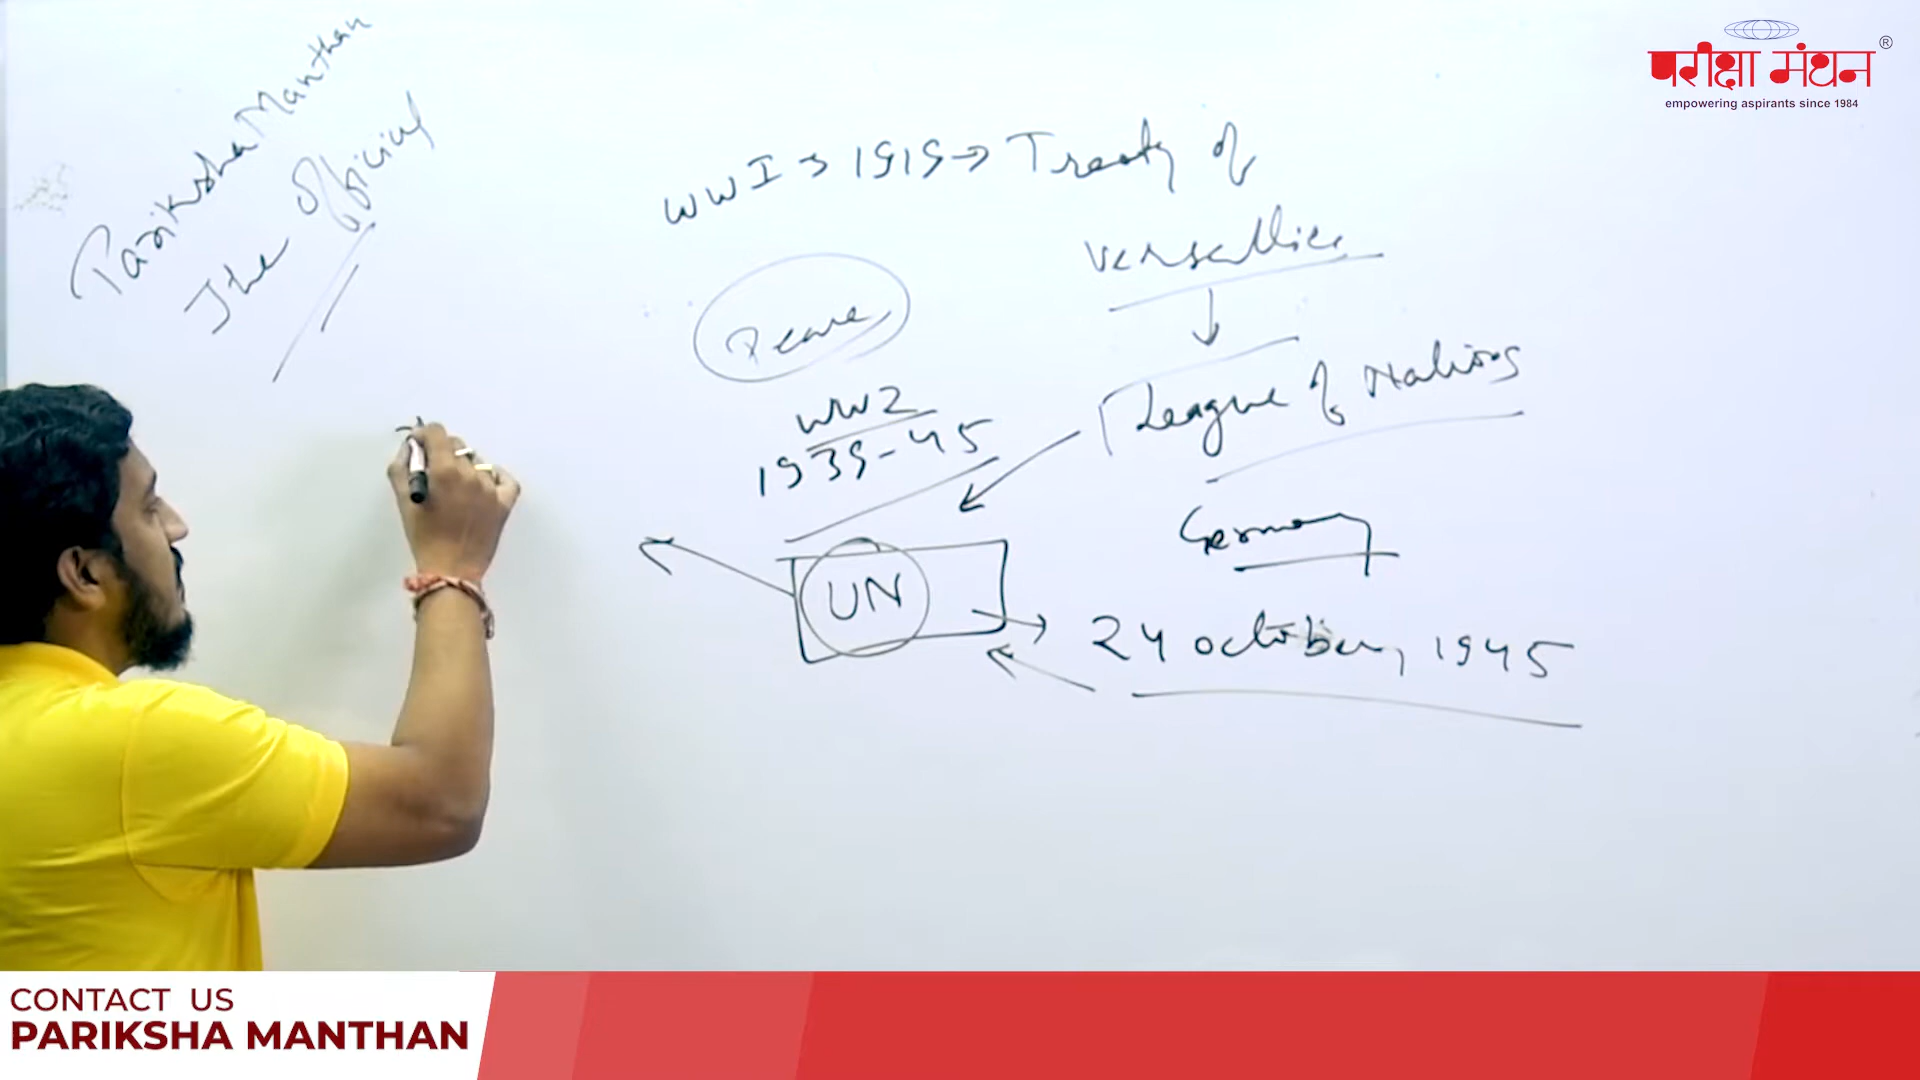 Pariksha Manthan
The Official
परीक्षा मंथन ®
empowering aspirants since 1984
WWI → 1919 → Treaty of
Versallies
Peace
League of Nations
WW2
1939-45
Germany
UN
24 october, 1945
CONTACT US
PARIKSHA MANTHAN